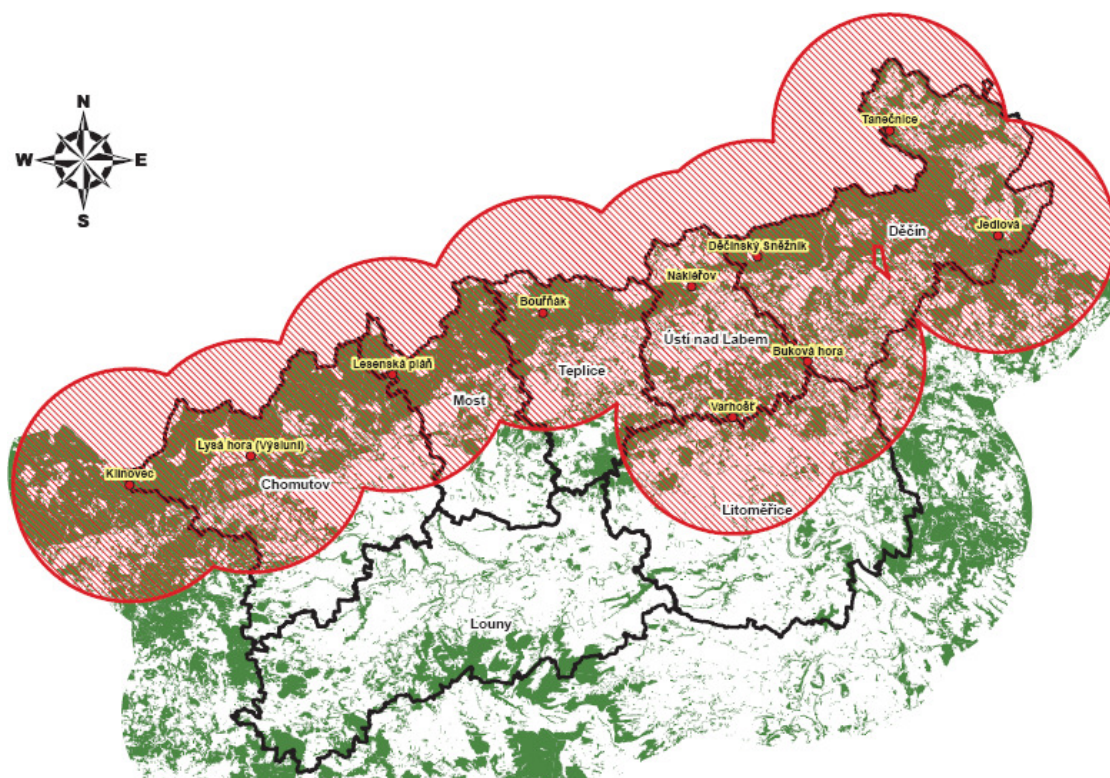 N
W
E
S
Tanečnice
Jedlová
Děčín
Děčínský Sněžník
Nakléřov
Bouřňák
Ústí nad Labem
Buková hora
Lesenská pláň
Teplice
Most
Varhošť
Lysá hora (Výsluní)
Klínovec
Chomutov
Litoměřice
Louny